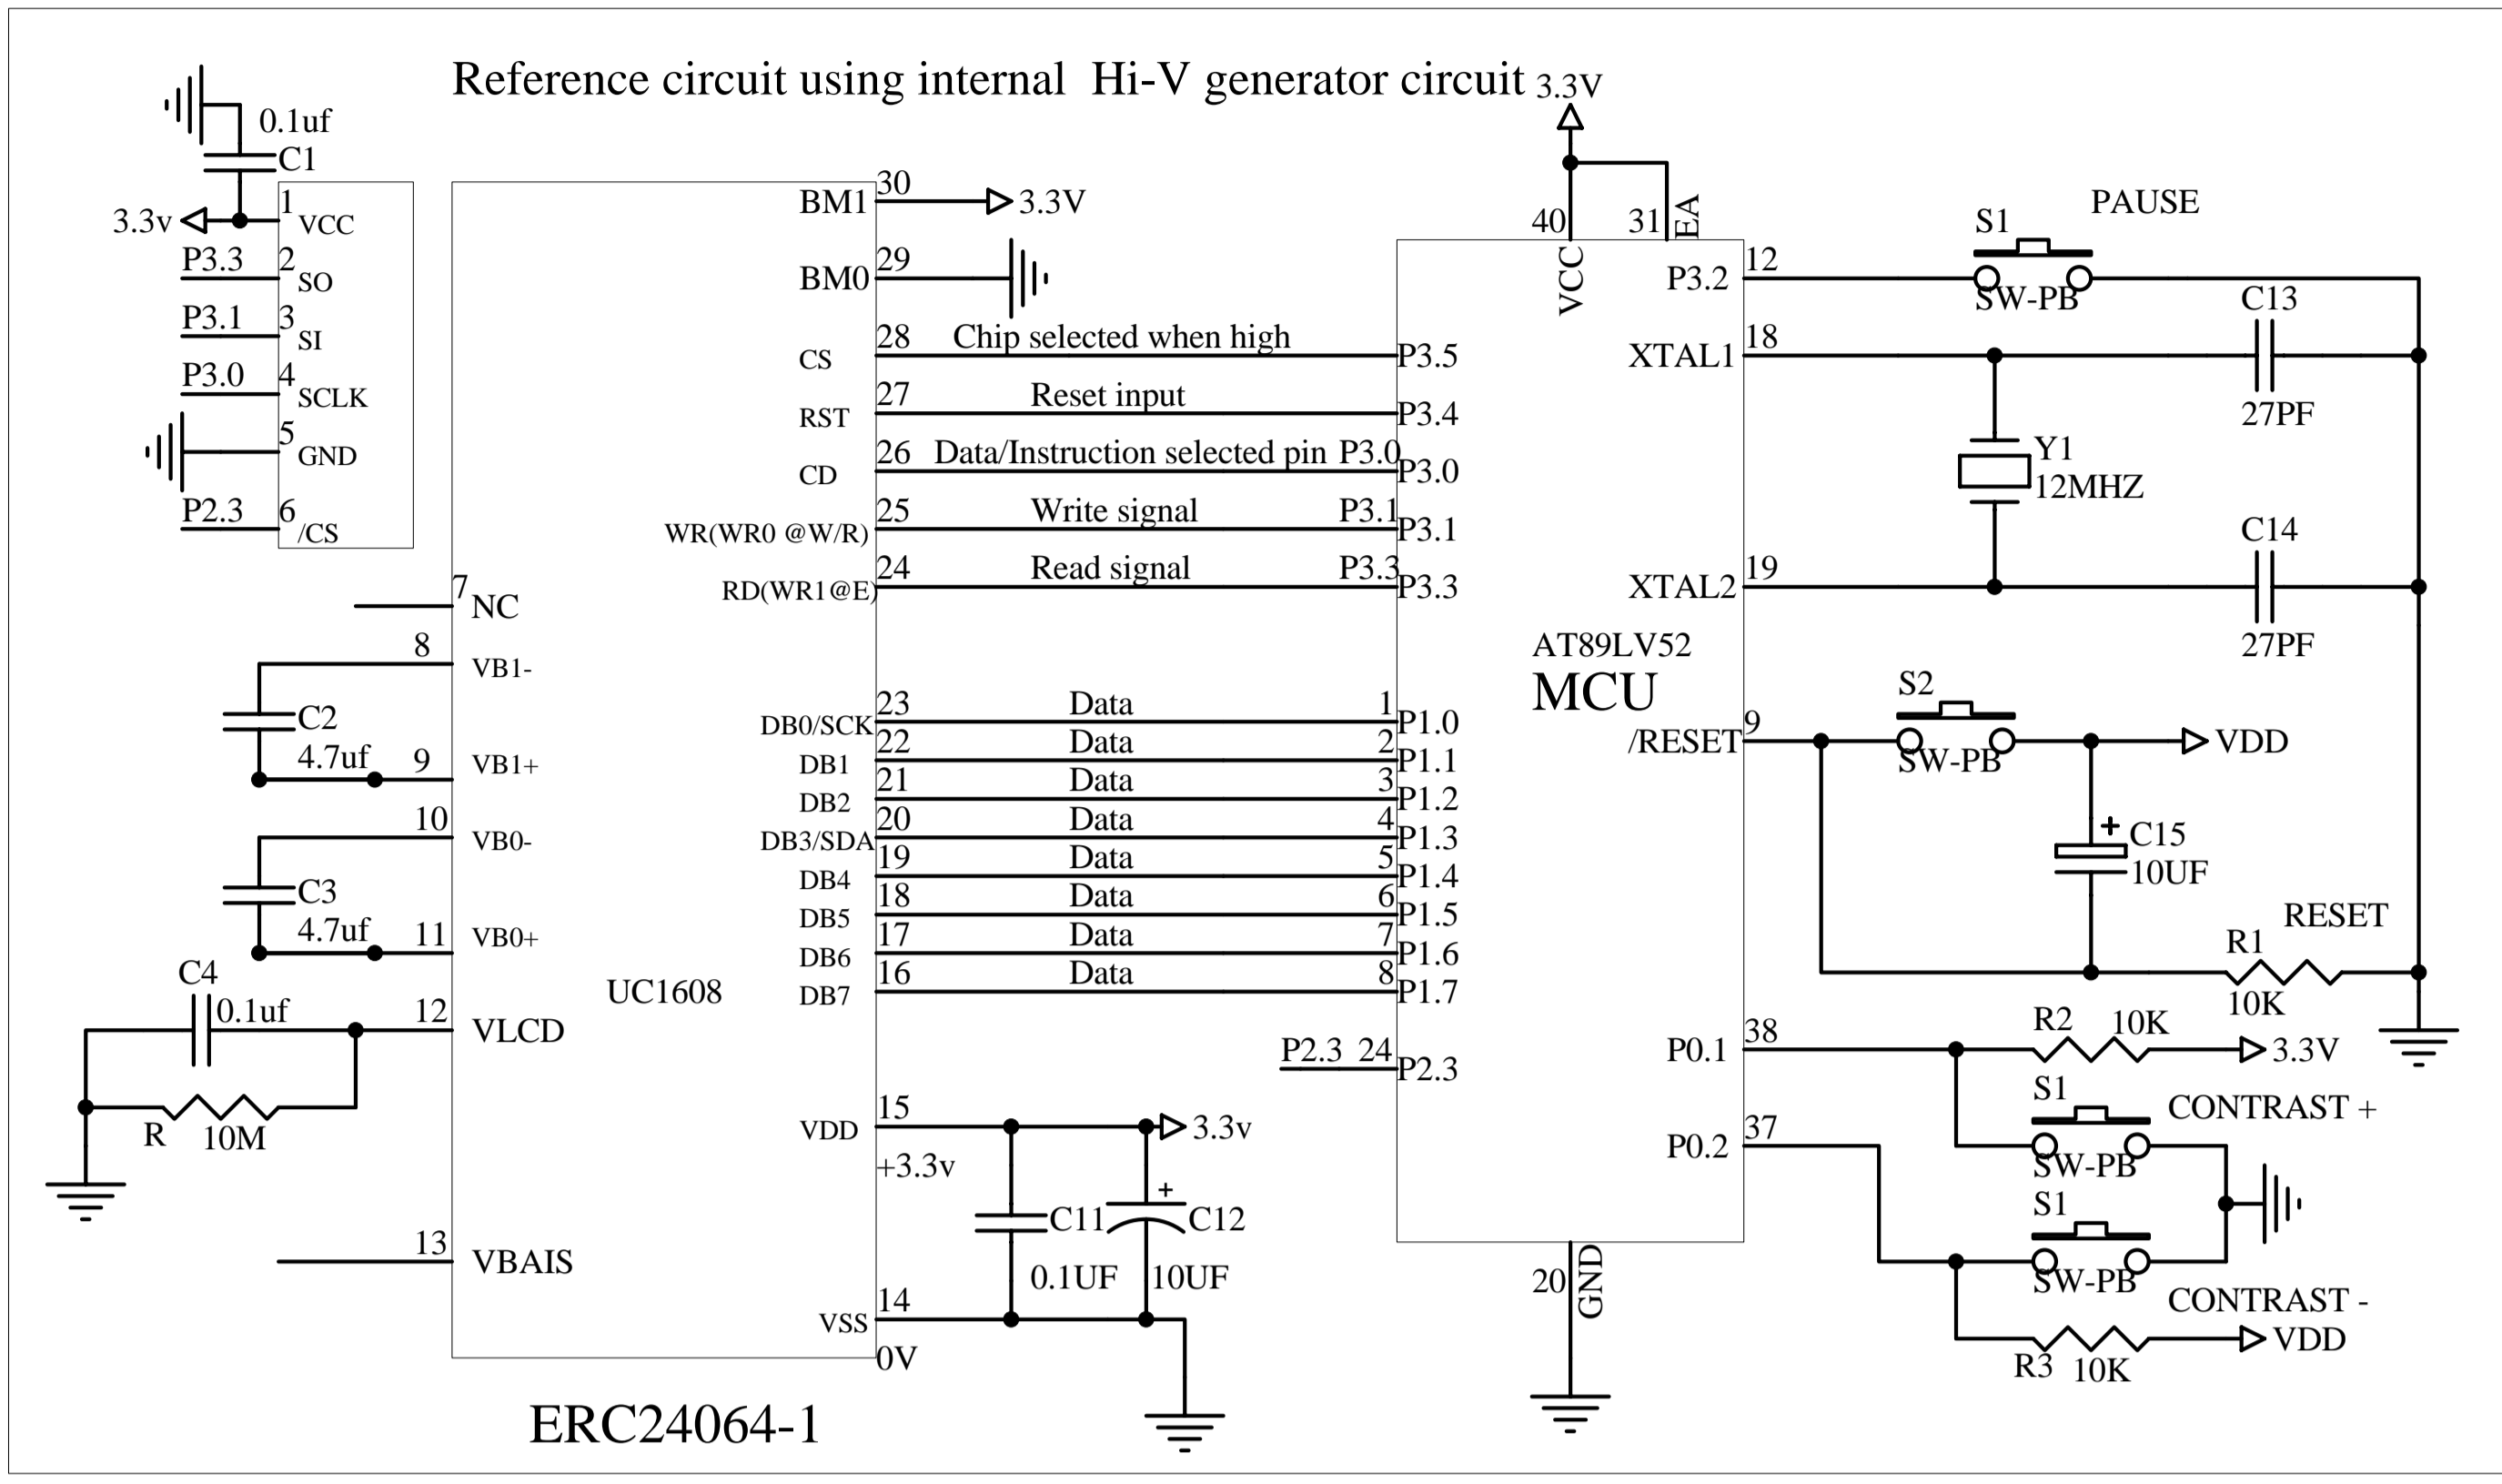 Reference circuit using internal Hi-V generator circuit
3.3V
0.1uf
C1
3.3v
1
VCC
P3.3
2
SO
P3.1
3
SI
P3.0
4
SCLK
5
GND
P2.3
6
/CS
7
NC
8
VB1-
C2
4.7uf
9
VB1+
10
VB0-
C3
4.7uf
11
VB0+
C4
0.1uf
12
VLCD
R
10M
13
VBAIS
UC1608
BM1
30
3.3V
BM0
29
CS
28
Chip selected when high
P3.5
RST
27
Reset input
P3.4
CD
26
Data/Instruction selected pin
P3.0
P3.0
WR(WR0 @W/R)
25
Write signal
P3.1
P3.1
RD(WR1@E)
24
Read signal
P3.3
P3.3
DB0/SCK
23
Data
1
P1.0
DB1
22
Data
2
P1.1
DB2
21
Data
3
P1.2
DB3/SDA
20
Data
4
P1.3
DB4
19
Data
5
P1.4
DB5
18
Data
6
P1.5
DB6
17
Data
7
P1.6
DB7
16
Data
8
P1.7
P2.3
24
P2.3
VDD
15
3.3v
+3.3v
C11
0.1UF
C12
+
10UF
VSS
14
0V
ERC24064-1
40
VCC
31
EA
AT89LV52
MCU
20
GND
P3.2
12
S1
PAUSE
SW-PB
XTAL1
18
C13
27PF
Y1
12MHZ
XTAL2
19
C14
27PF
/RESET
9
S2
SW-PB
VDD
+
C15
10UF
RESET
R1
10K
P0.1
38
R2
10K
3.3V
S1
CONTRAST +
SW-PB
P0.2
37
S1
SW-PB
CONTRAST -
R3
10K
VDD